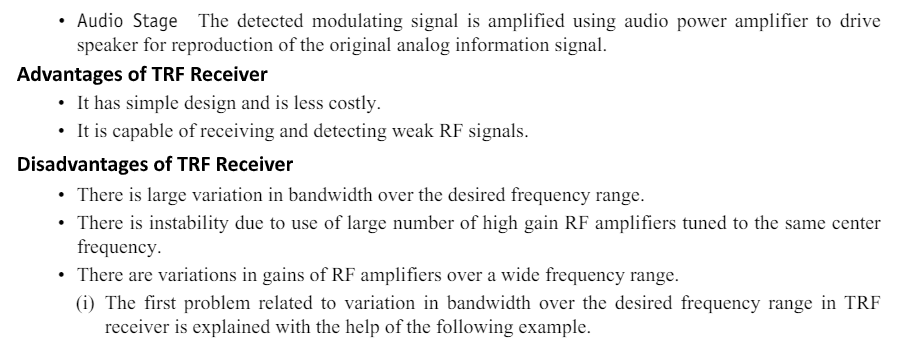 • Audio Stage The detected modulating signal is amplified using audio power amplifier to drive
speaker for reproduction of the original analog information signal.
Advantages of TRF Receiver
• It has simple design and is less costly.
• It is capable of receiving and detecting weak RF signals.
Disadvantages of TRF Receiver
• There is large variation in bandwidth over the desired frequency range.
• There is instability due to use of large number of high gain RF amplifiers tuned to the same center
frequency.
• There are variations in gains of RF amplifiers over a wide frequency range.
(i) The first problem related to variation in bandwidth over the desired frequency range in TRF
receiver is explained with the help of the following example.